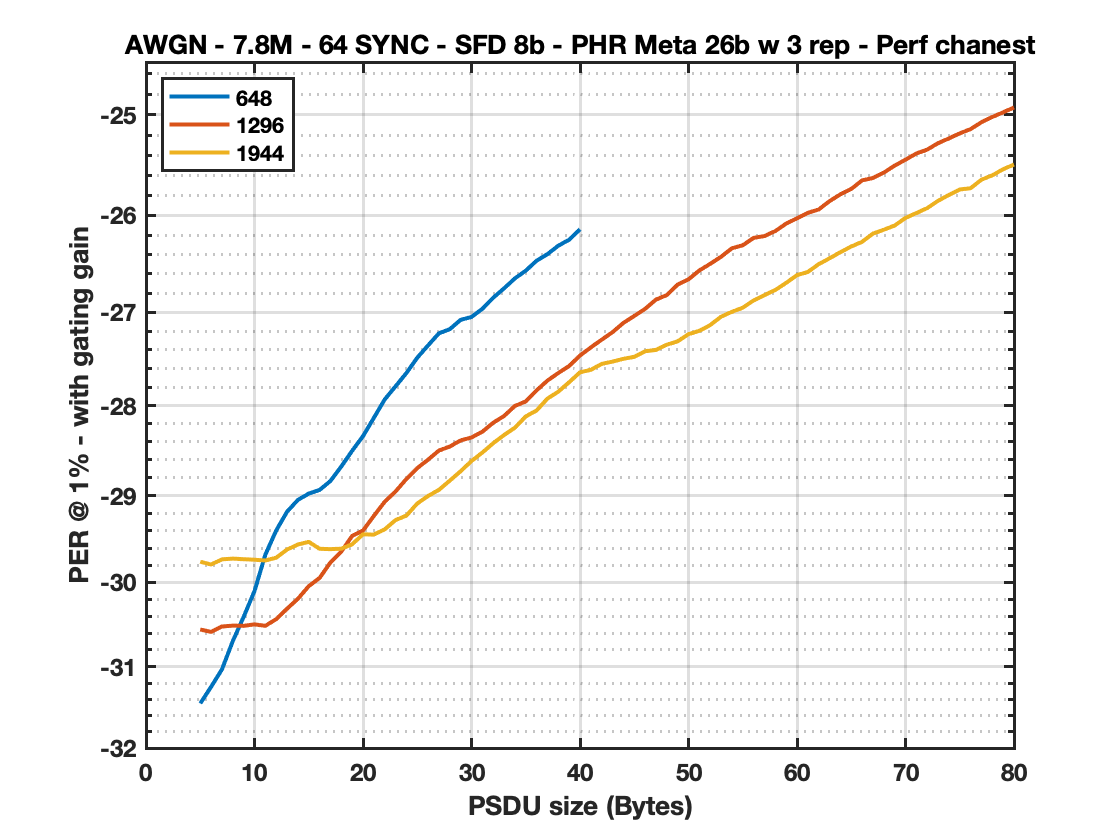 AWGN - 7.8M - 64 SYNC - SFD 8b - PHR Meta 26b w 3 rep - Perf chanest
648
1296
1944
PER @ 1% - with gating gain
-25
-26
-27
-28
-29
-30
-31
-32
0 10 20 30 40 50 60 70 80
PSDU size (Bytes)